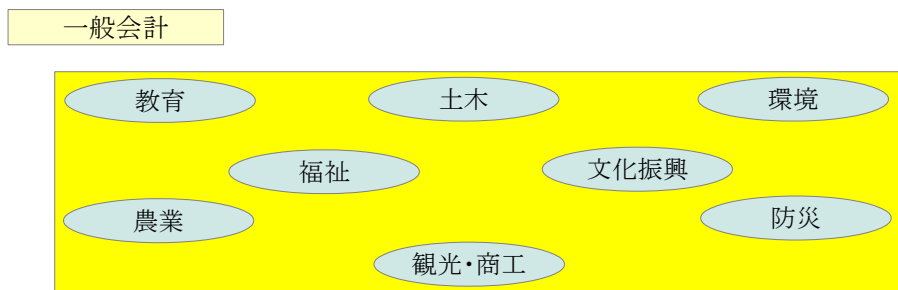 一般会計
教育
土木
環境
福祉
文化振興
農業
防災
観光・商工